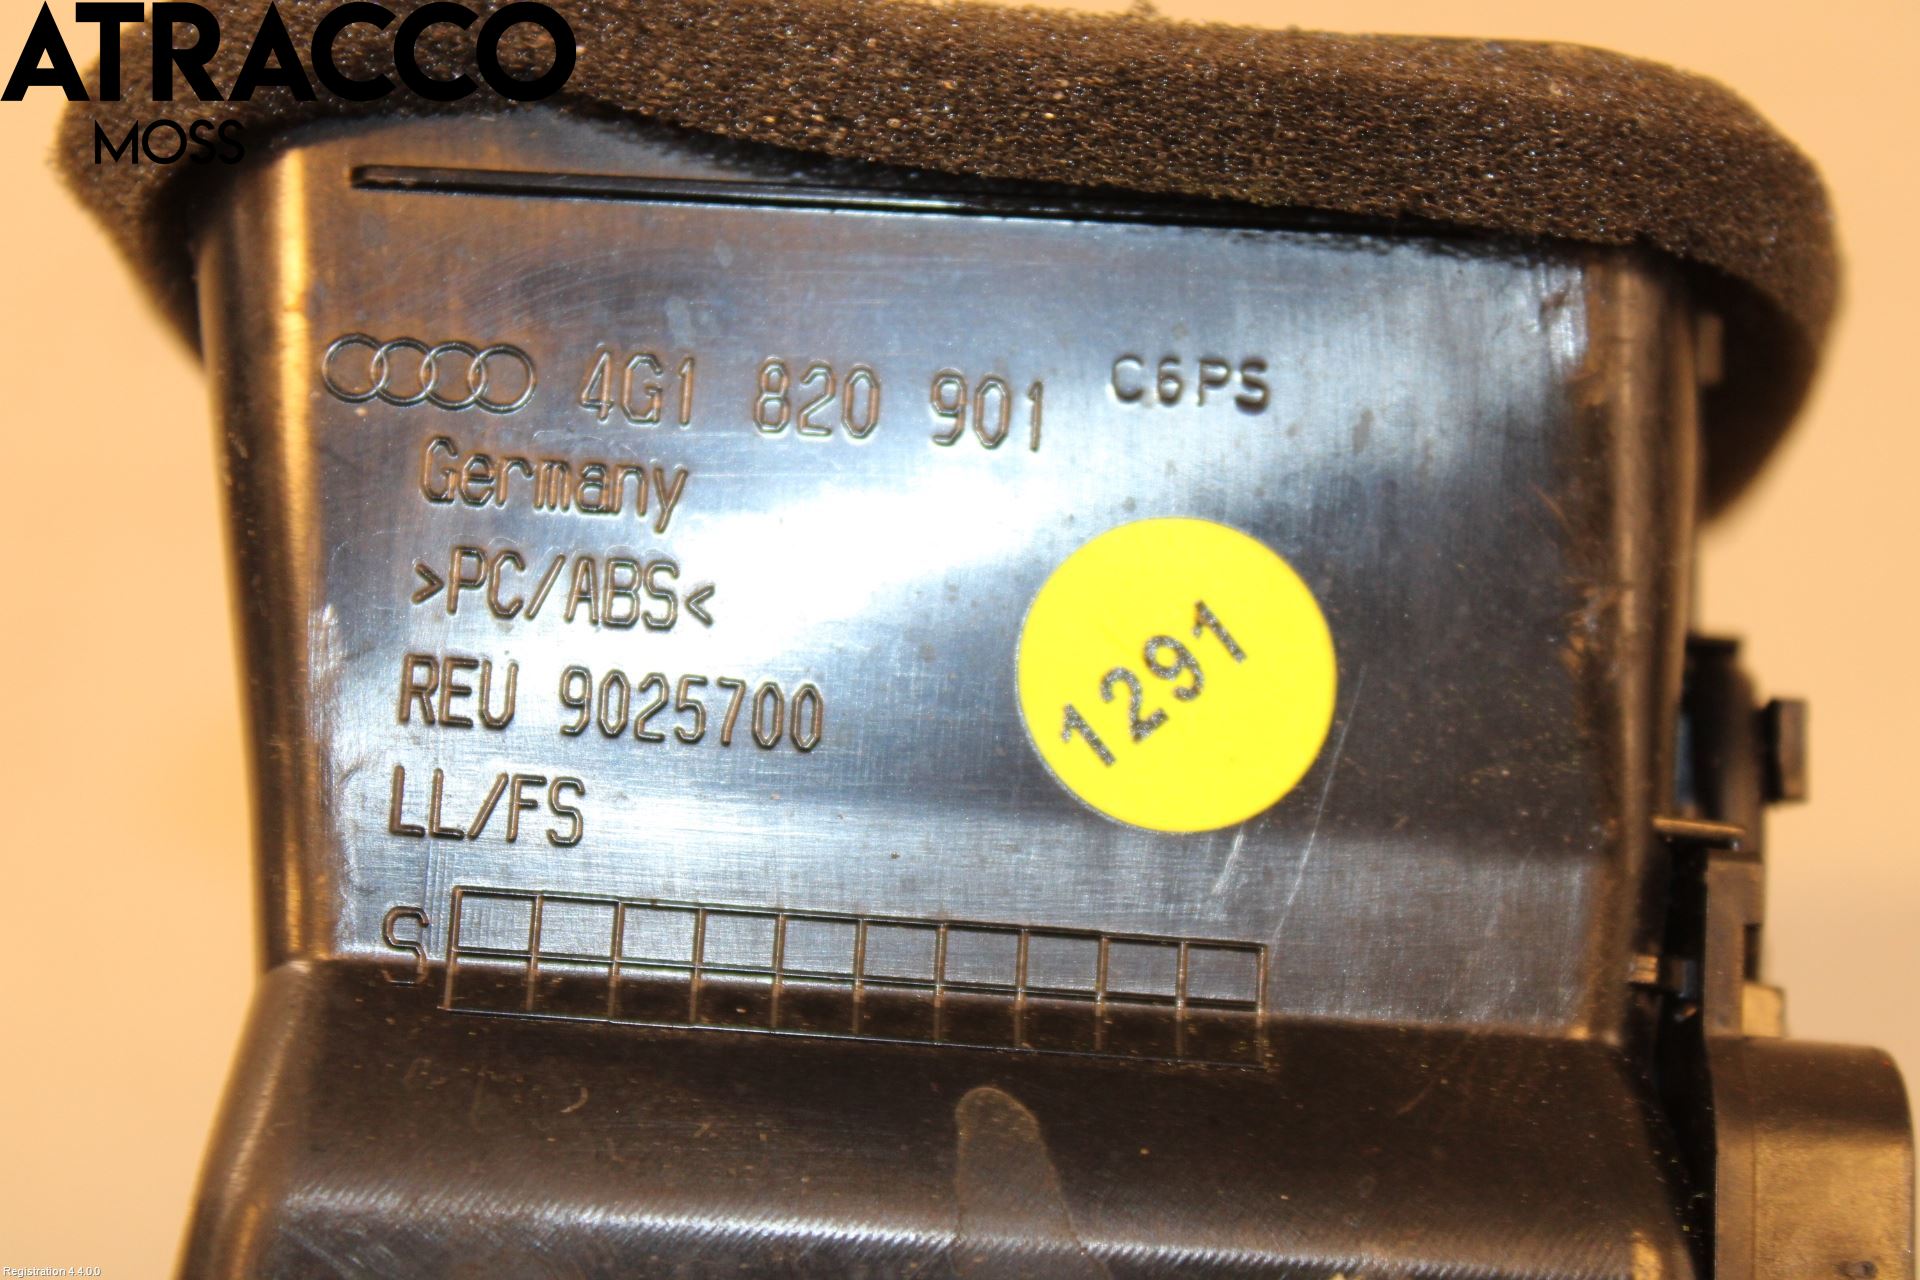 ATRACCO
MOSS
4G1 820 901 C6PS
Germany
>PC/ABS<
REU 9025700
1291
LL/FS
S
Registration 4.4.0.0